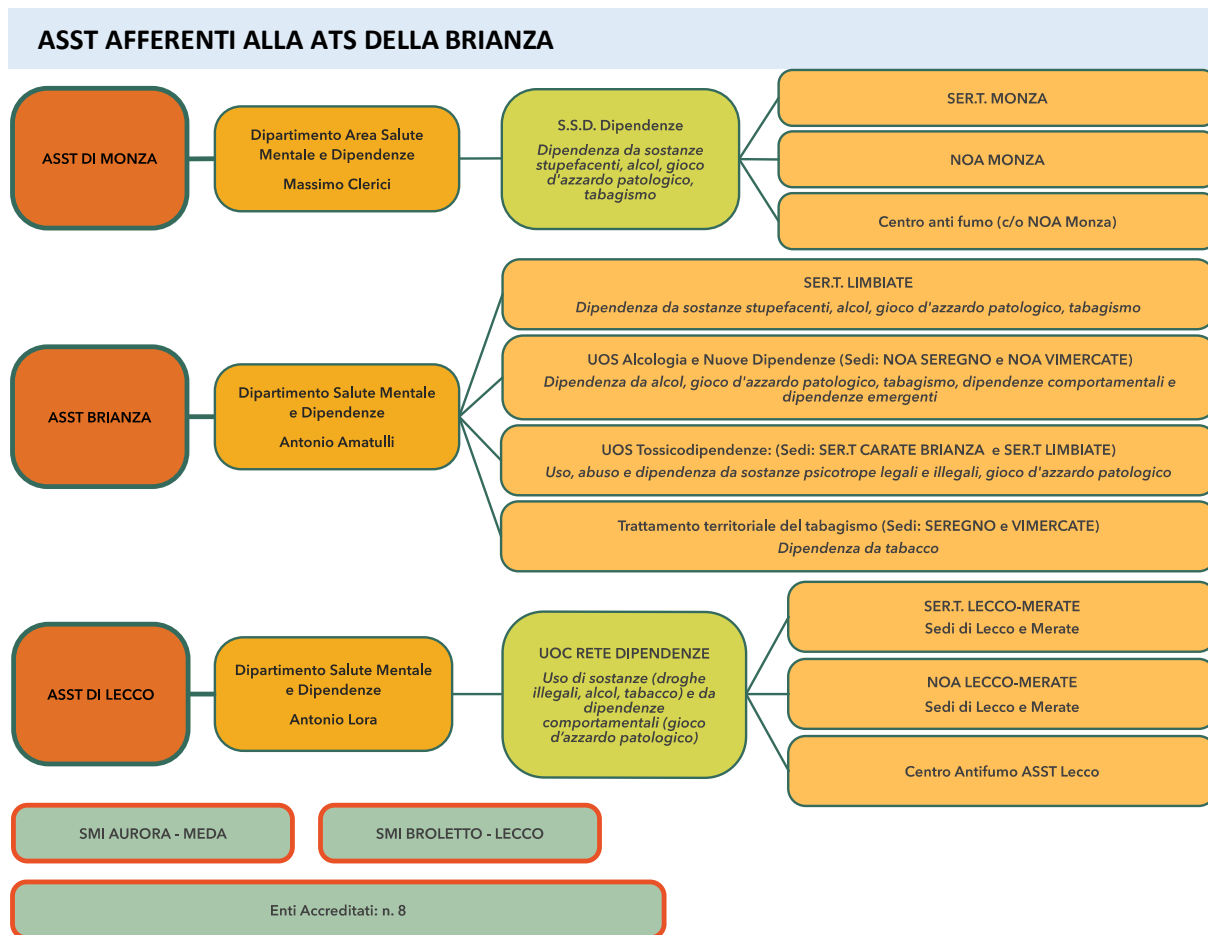 ASST AFFERENTI ALLA ATS DELLA BRIANZA
ASST DI MONZA
Dipartimento Area Salute
Mentale e Dipendenze
Massimo Clerici
S.S.D. Dipendenze
Dipendenza da sostanze
stupefacenti, alcol, gioco
d'azzardo patologico,
tabagismo
SER.T. MONZA
NOA MONZA
Centro anti fumo (c/o NOA Monza)
ASST BRIANZA
Dipartimento Salute Mentale
e Dipendenze
Antonio Amatulli
SER.T. LIMBIATE
Dipendenza da sostanze stupefacenti, alcol, gioco d'azzardo patologico, tabagismo
UOS Alcologia e Nuove Dipendenze (Sedi: NOA SEREGNO e NOA VIMERCATE)
Dipendenza da alcol, gioco d'azzardo patologico, tabagismo, dipendenze comportamentali e
dipendenze emergenti
UOS Tossicodipendenze: (Sedi: SER.T CARATE BRIANZA e SER.T LIMBIATE)
Uso, abuso e dipendenza da sostanze psicotrope legali e illegali, gioco d'azzardo patologico
Trattamento territoriale del tabagismo (Sedi: SEREGNO e VIMERCATE)
Dipendenza da tabacco
ASST DI LECCO
Dipartimento Salute Mentale
e Dipendenze
Antonio Lora
UOC RETE DIPENDENZE
Uso di sostanze (droghe
illegali, alcol, tabacco) e da
dipendenze
comportamentali (gioco
d’azzardo patologico)
SER.T. LECCO-MERATE
Sedi di Lecco e Merate
NOA LECCO-MERATE
Sedi di Lecco e Merate
Centro Antifumo ASST Lecco
SMI AURORA - MEDA
SMI BROLETTO - LECCO
Enti Accreditati: n. 8